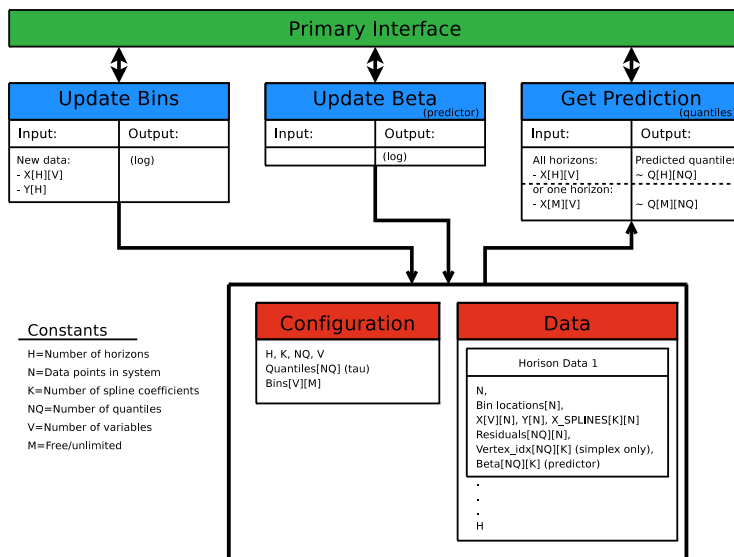 Primary Interface
Update Bins
Input:
Output:
New data:
- X[H][V]
- Y[H]
(log)
Update Beta
(predictor)
Input:
Output:
(log)
Get Prediction
(quantiles)
Input:
Output:
All horizons:
- X[H][V]
Predicted quantiles
~ Q[H][NQ]
or one horizon:
- X[M][V]
~ Q[M][NQ]
Constants
H=Number of horizons
N=Data points in system
K=Number of spline coefficients
NQ=Number of quantiles
V=Number of variables
M=Free/unlimited
Configuration
H, K, NQ, V
Quantiles[NQ] (tau)
Bins[V][M]
Data
Horison Data 1
N,
Bin locations[N],
X[V][N], Y[N], X_SPLINES[K][N]
Residuals[NQ][N],
Vertex_idx[NQ][K] (simplex only),
Beta[NQ][K] (predictor)
.
.
.
H